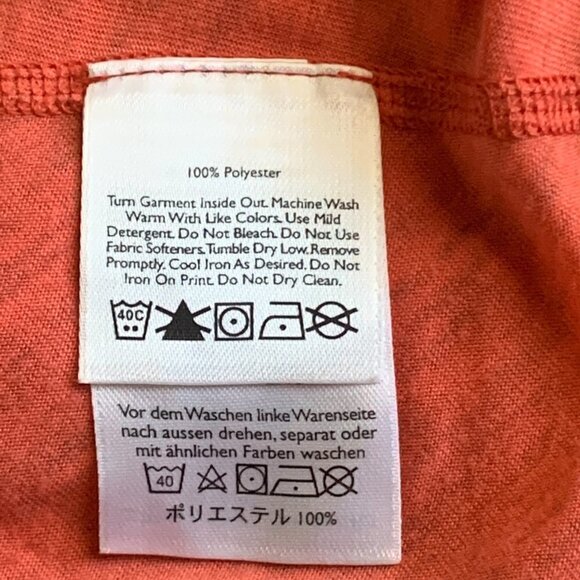 100% Polyester
Turn Garment Inside Out. Machine Wash
Warm With Like Colors. Use Mild
Detergent. Do Not Bleach. Do Not Use
Fabric Softeners. Tumble Dry Low. Remove
Promptly. Cool Iron As Desired. Do Not
Iron On Print. Do Not Dry Clean.
40C
Vor dem Waschen linke Warenseite
nach aussen drehen, separat oder
mit ähnlichen Farben waschen
40
ポリエステル 100%